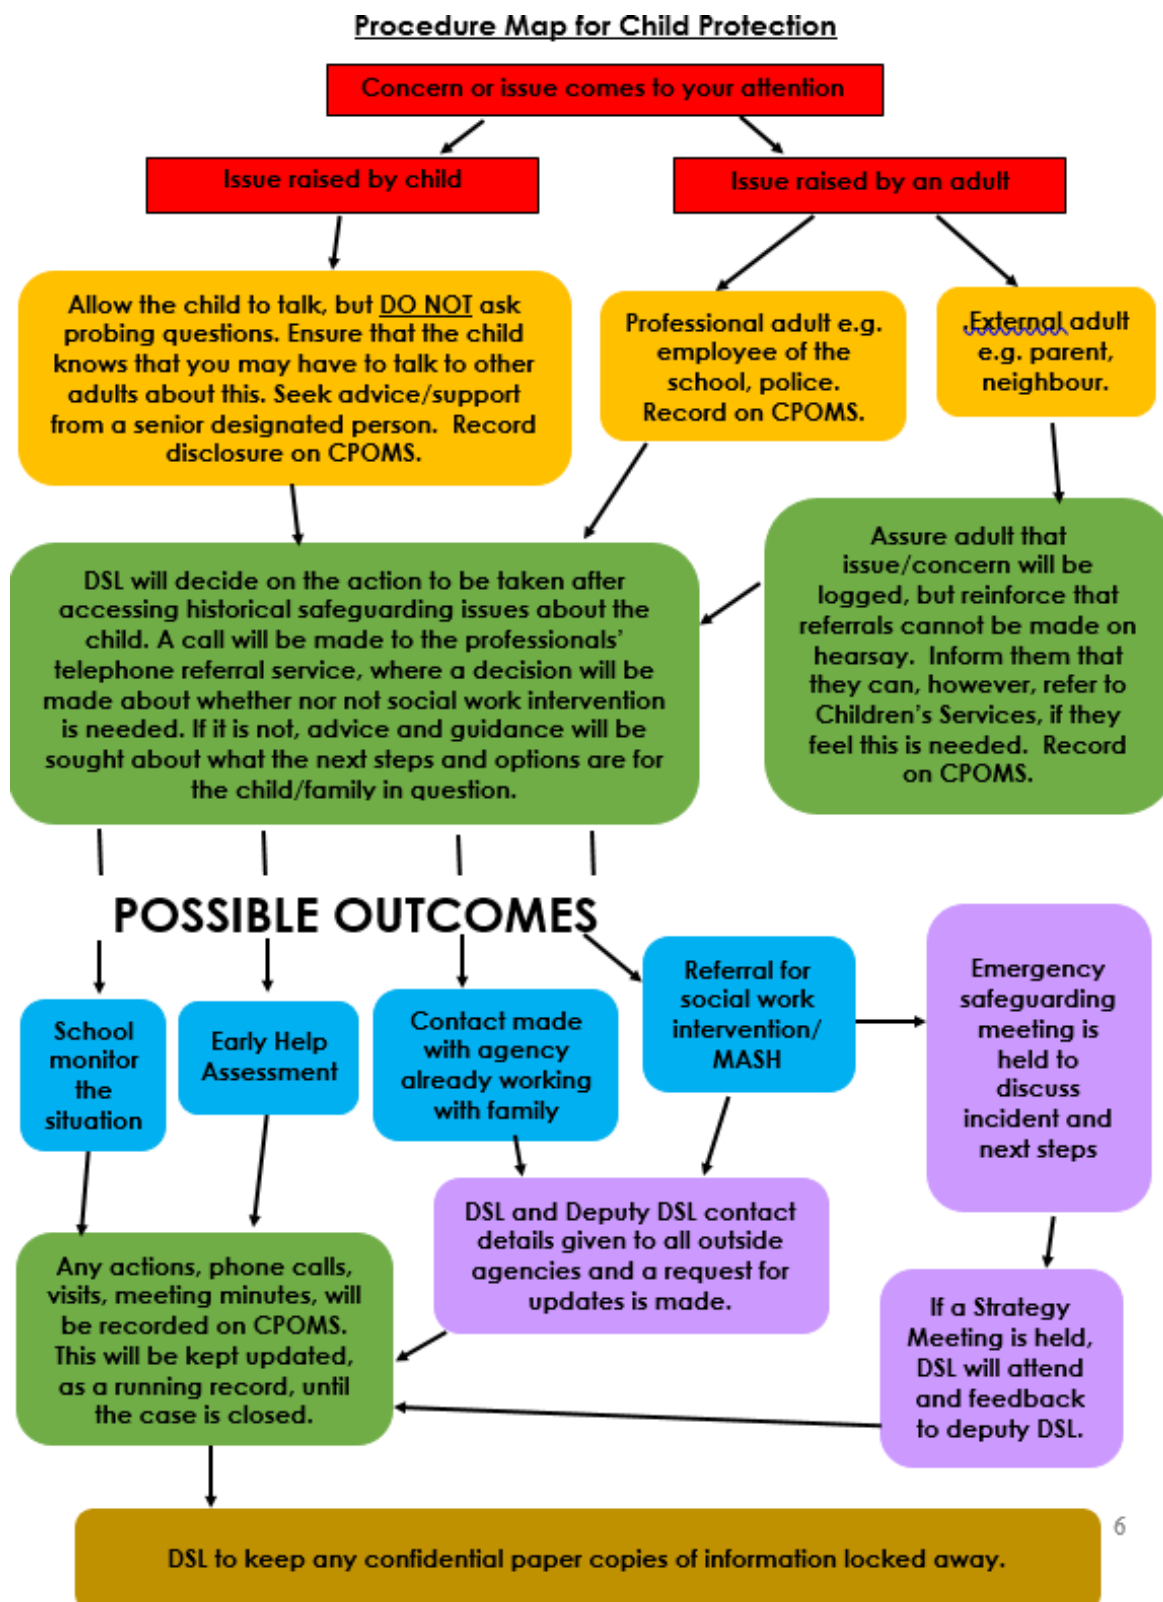 Procedure Map for Child Protection
Concern or issue comes to your attention
Issue raised by child
Issue raised by an adult
Allow the child to talk, but DO NOT ask
probing questions. Ensure that the child
knows that you may have to talk to other
adults about this. Seek advice/support
from a senior designated person. Record
disclosure on CPOMS.
Professional adult e.g.
employee of the
school, police.
Record on CPOMS.
.External adult
e.g. parent,
neighbour.
DSL will decide on the action to be taken after
accessing historical safeguarding issues about the
child. A call will be made to the professionals’
telephone referral service, where a decision will be
made about whether nor not social work intervention
is needed. If it is not, advice and guidance will be
sought about what the next steps and options are for
the child/family in question.
Assure adult that
issue/concern will be
logged, but reinforce that
referrals cannot be made on
hearsay. Inform them that
they can, however, refer to
Children’s Services, if they
feel this is needed. Record
on CPOMS.
POSSIBLE OUTCOMES
School
monitor
the
situation
Early Help
Assessment
Contact made
with agency
already working
with family
Referral for
social work
intervention/
MASH
Emergency
safeguarding
meeting is
held to
discuss
incident and
next steps
DSL and Deputy DSL contact
details given to all outside
agencies and a request for
updates is made.
Any actions, phone calls,
visits, meeting minutes, will
be recorded on CPOMS.
This will be kept updated,
as a running record, until
the case is closed.
If a Strategy
Meeting is held,
DSL will attend
and feedback
to deputy DSL.
DSL to keep any confidential paper copies of information locked away.
6